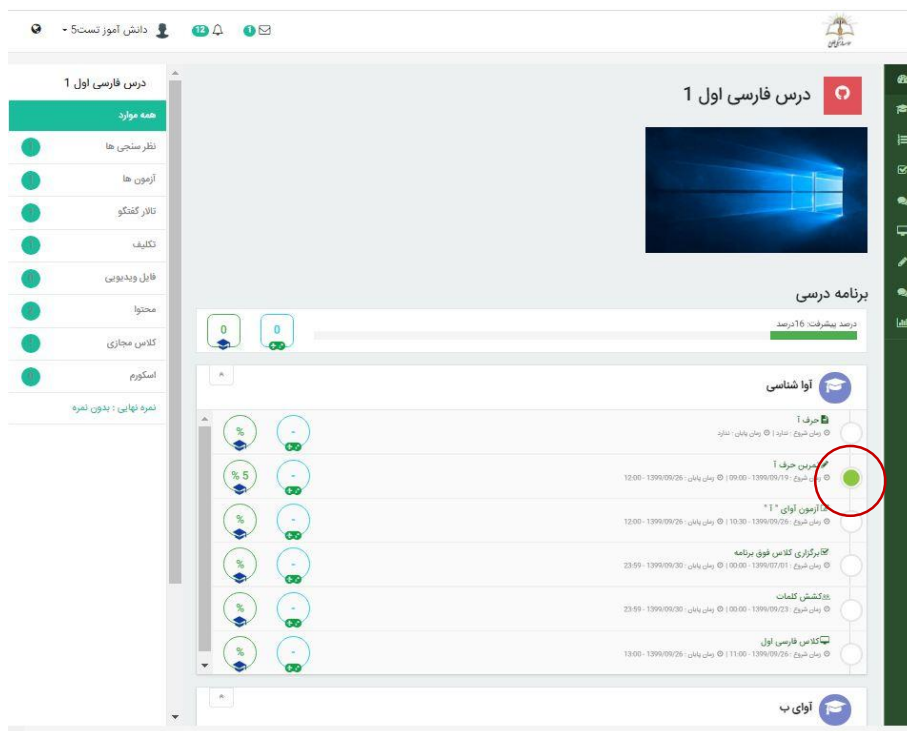 دانش آموز تست5
12
1
درس فارسی اول 1
درس فارسی اول 1
همه موارد
نظر سنجی ها
آزمون ها
تالار گفتگو
تکلیف
فایل ویدیویی
محتوا
کلاس مجازی
اسکورم
نمره نهایی : بدون نمره
برنامه درسی
درصد پیشرفت: 16درصد
0
0
آوا شناسی
حرف آ
زمان شروع : ندارد | زمان پایان : ندارد
-
%
تمرین حرف آ
زمان شروع : 1399/09/19 - 09:00 | زمان پایان : 1399/09/26 - 12:00
-
% 5
آزمون آوای " آ "
زمان شروع : 1399/09/26 - 10:30 | زمان پایان : 1399/09/26 - 12:00
-
%
برگزاری کلاس فوق برنامه
زمان شروع : 1399/07/01 - 00:00 | زمان پایان : 1399/09/30 - 23:59
-
%
کشش کلمات
زمان شروع : 1399/09/23 - 00:00 | زمان پایان : 1399/09/30 - 23:59
-
%
کلاس فارسی اول
زمان شروع : 1399/09/26 - 11:00 | زمان پایان : 1399/09/26 - 13:00
-
%
آوای ب